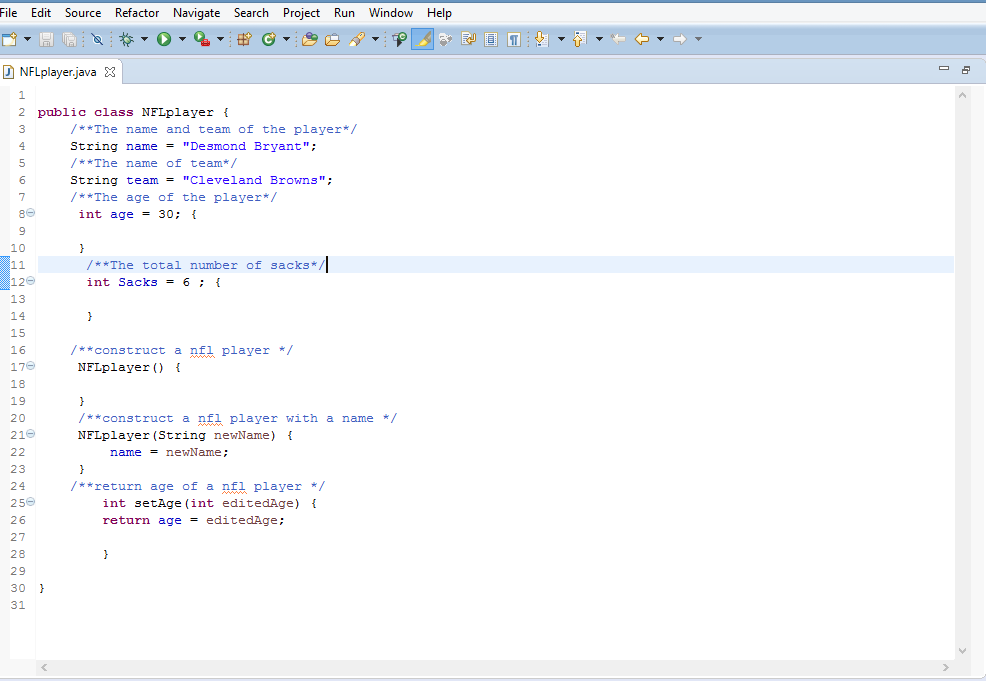 File Edit Source Refactor Navigate Search Project Run Window Help
NFLplayer.java
1
2 public class NFLplayer {
3 /**The name and team of the player*/
4 String name = "Desmond Bryant";
5 /**The name of team*/
6 String team = "Cleveland Browns";
7 /**The age of the player*/
8 int age = 30; {
9
10 }
11 /**The total number of sacks*/
12 int Sacks = 6 ; {
13
14 }
15
16 /**construct a nfl player */
17 NFLplayer() {
18
19 }
20 /**construct a nfl player with a name */
21 NFLplayer(String newName) {
22 name = newName;
23 }
24 /**return age of a nfl player */
25 int setAge(int editedAge) {
26 return age = editedAge;
27
28 }
29
30 }
31